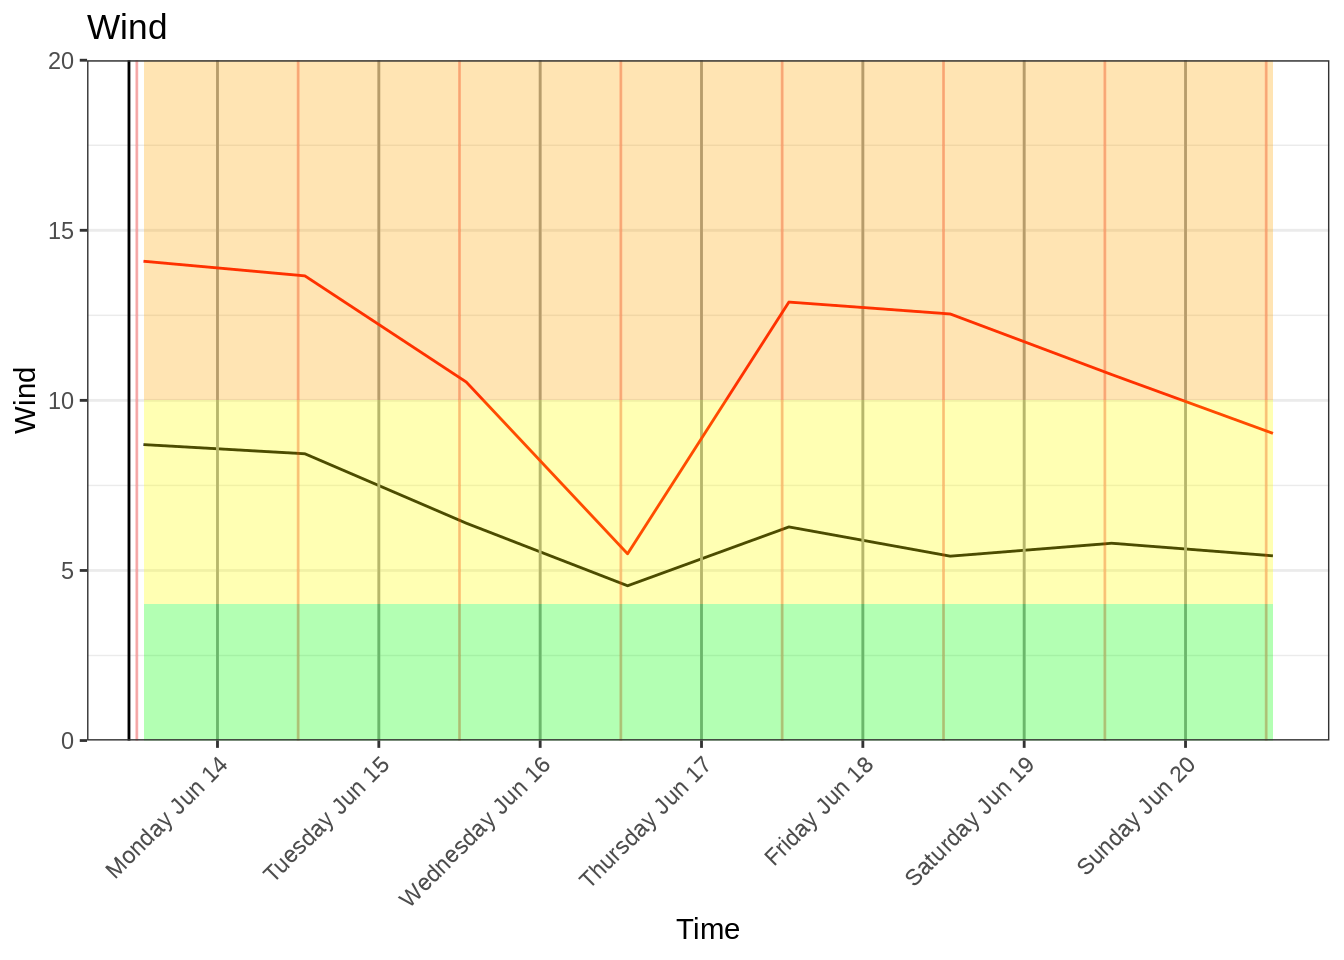 Wind
20
15
10
5
0
Wind
Monday Jun 14
Tuesday Jun 15
Wednesday Jun 16
Thursday Jun 17
Friday Jun 18
Saturday Jun 19
Sunday Jun 20
Time